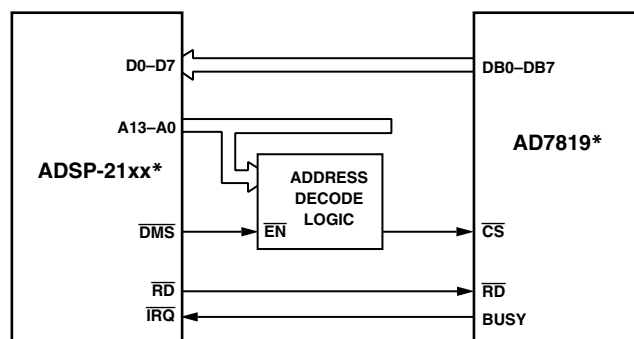 D0–D7
DB0–DB7
A13–A0
ADSP-21xx*
AD7819*
ADDRESS
DECODE
LOGIC
DMS
EN
CS
RD
RD
IRQ
BUSY